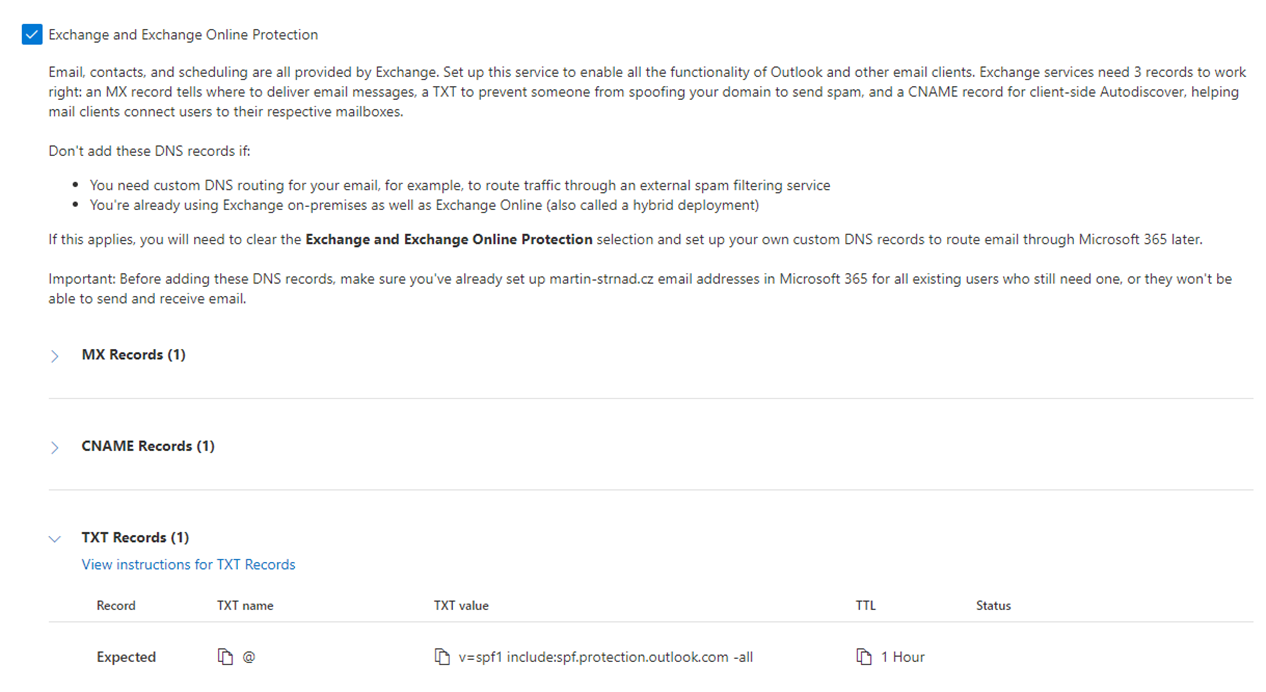 Exchange and Exchange Online Protection
Email, contacts, and scheduling are all provided by Exchange. Set up this service to enable all the functionality of Outlook and other email clients. Exchange services need 3 records to work
right: an MX record tells where to deliver email messages, a TXT to prevent someone from spoofing your domain to send spam, and a CNAME record for client-side Autodiscover, helping
mail clients connect users to their respective mailboxes.
Don't add these DNS records if:
• You need custom DNS routing for your email, for example, to route traffic through an external spam filtering service
• You're already using Exchange on-premises as well as Exchange Online (also called a hybrid deployment)
If this applies, you will need to clear the Exchange and Exchange Online Protection selection and set up your own custom DNS records to route email through Microsoft 365 later.
Important: Before adding these DNS records, make sure you've already set up martin-strnad.cz email addresses in Microsoft 365 for all existing users who still need one, or they won't be
able to send and receive email.
MX Records (1)
CNAME Records (1)
TXT Records (1)
View instructions for TXT Records
Record TXT name TXT value TTL Status
Expected @ v=spf1 include:spf.protection.outlook.com -all 1 Hour